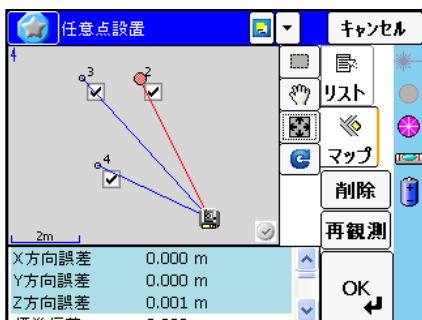 任意点設置
キャンセル
4
3
2
4
2m
リスト
マップ
削除
再観測
OK
X方向誤差 0.000 m
Y方向誤差 0.000 m
Z方向誤差 0.001 m